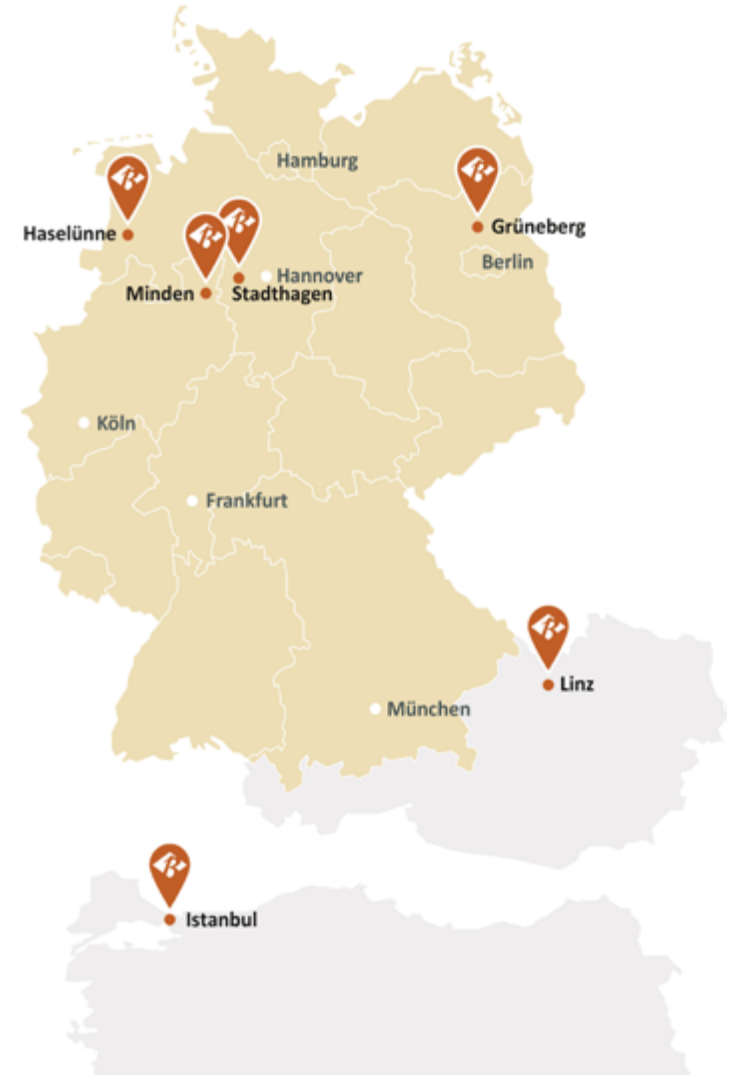 Hamburg
Haselünne
Grüneberg
Berlin
Hannover
Minden
Stadthagen
Köln
Frankfurt
Linz
München
Istanbul